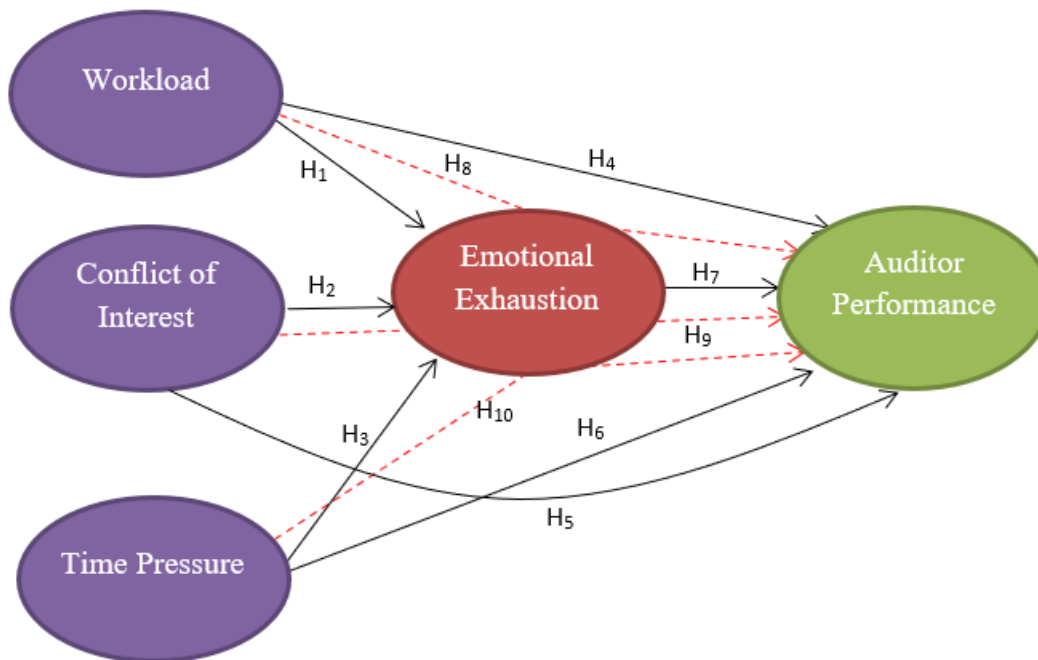 Workload
H₄
H₈
H₁
Emotional
Exhaustion
Auditor
Performance
Conflict of
Interest
H₂
H₇
H₉
H₁₀
H₃
H₆
H₅
Time Pressure